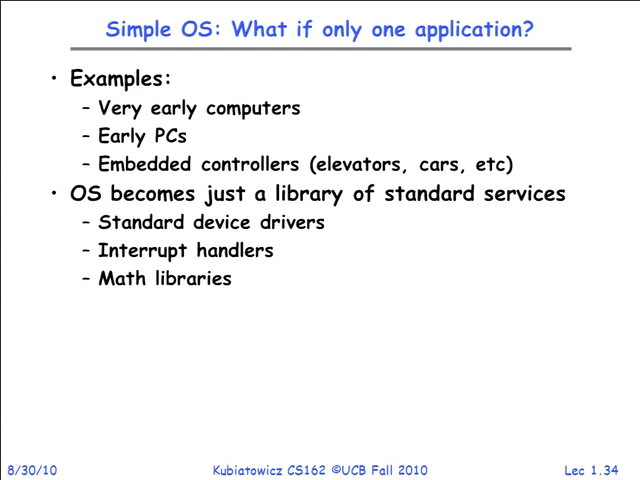 Simple OS: What if only one application?
• Examples:
– Very early computers
– Early PCs
– Embedded controllers (elevators, cars, etc)
• OS becomes just a library of standard services
– Standard device drivers
– Interrupt handlers
– Math libraries
8/30/10 Kubiatowicz CS162 ©UCB Fall 2010 Lec 1.34